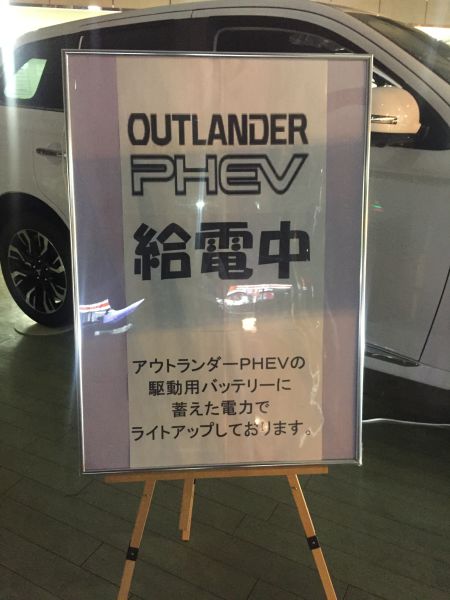 OUTLANDER
PHEV
給電中
アウトランダーPHEVの
駆動用バッテリーに
蓄えた電力で
ライトアップしております。